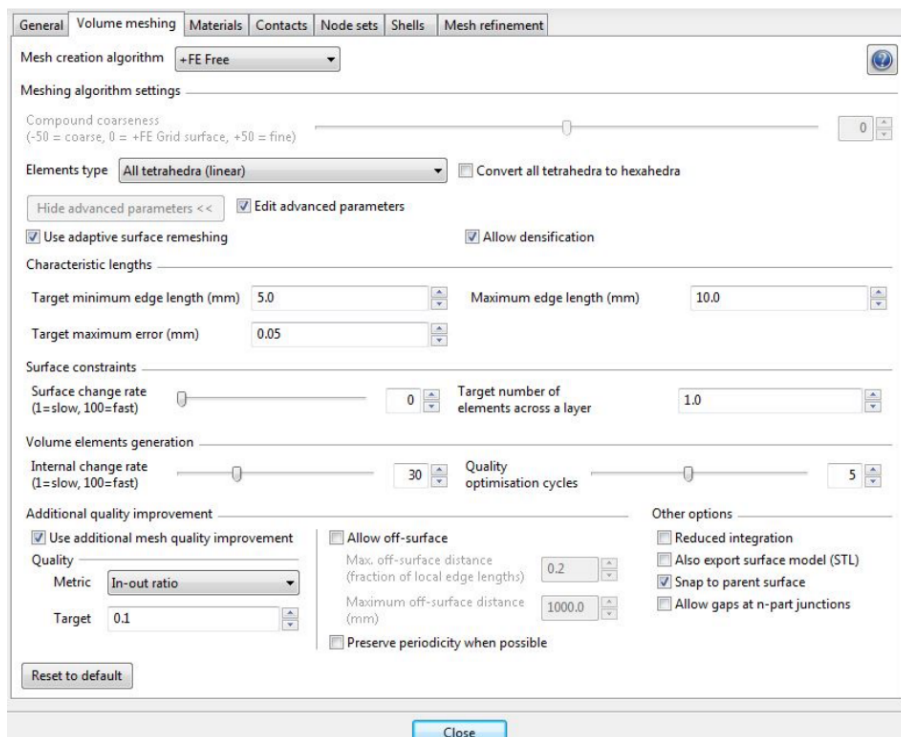 General Volume meshing Materials Contacts Node sets Shells Mesh refinement
Mesh creation algorithm +FE Free
Meshing algorithm settings
Compound coarseness
(-50 = coarse, 0 = +FE Grid surface, +50 = fine) 0
Elements type All tetrahedra (linear) Convert all tetrahedra to hexahedra
Hide advanced parameters << Edit advanced parameters
Use adaptive surface remeshing Allow densification
Characteristic lengths
Target minimum edge length (mm) 5.0 Maximum edge length (mm) 10.0
Target maximum error (mm) 0.05
Surface constraints
Surface change rate
(1=slow, 100=fast) 0
Target number of
elements across a layer 1.0
Volume elements generation
Internal change rate
(1=slow, 100=fast) 30
Quality
optimisation cycles 5
Additional quality improvement
Use additional mesh quality improvement
Quality
Metric In-out ratio
Target 0.1
Allow off-surface
Max. off-surface distance
(fraction of local edge lengths) 0.2
Maximum off-surface distance
(mm) 1000.0
Preserve periodicity when possible
Other options
Reduced integration
Also export surface model (STL)
Snap to parent surface
Allow gaps at n-part junctions
Reset to default
Close